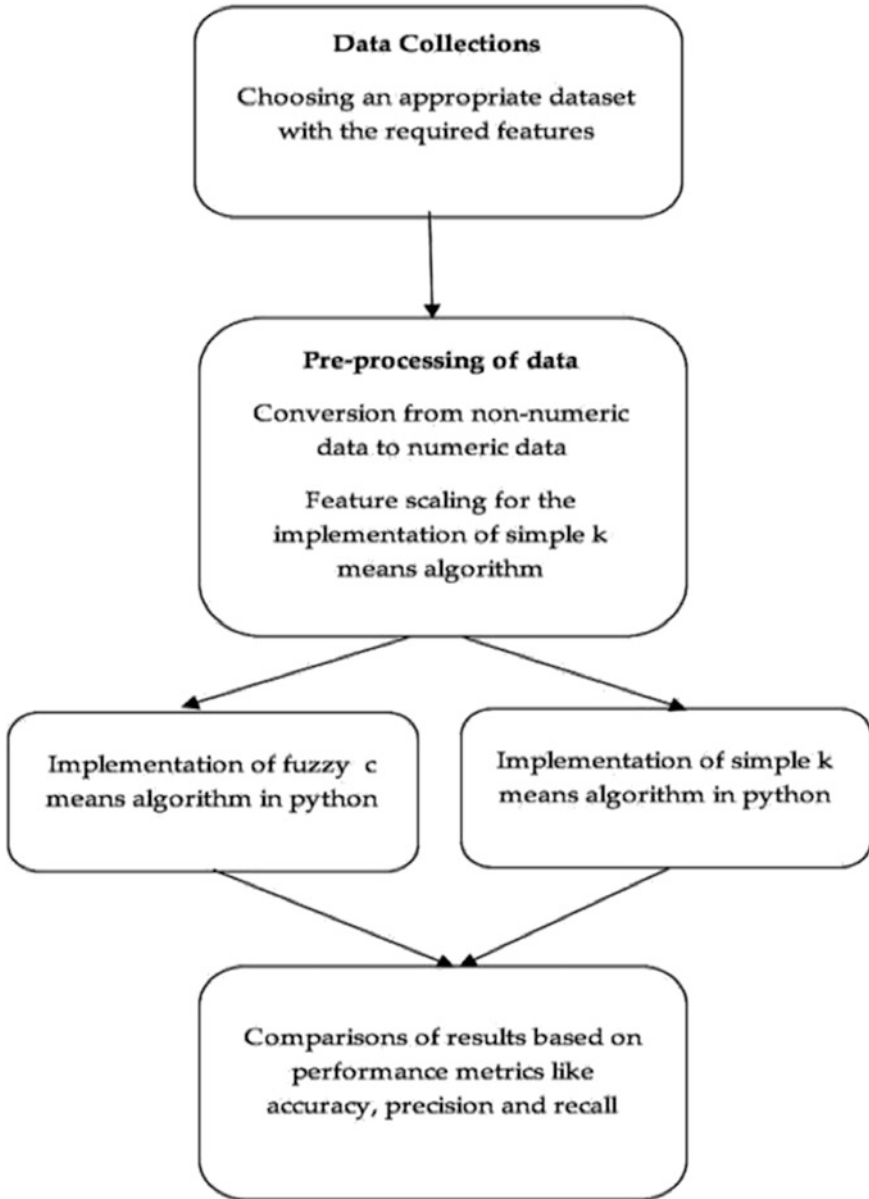 Data Collections
Choosing an appropriate dataset
with the required features
Pre-processing of data
Conversion from non-numeric
data to numeric data
Feature scaling for the
implementation of simple k
means algorithm
Implementation of fuzzy c
means algorithm in python
Implementation of simple k
means algorithm in python
Comparisons of results based on
performance metrics like
accuracy, precision and recall